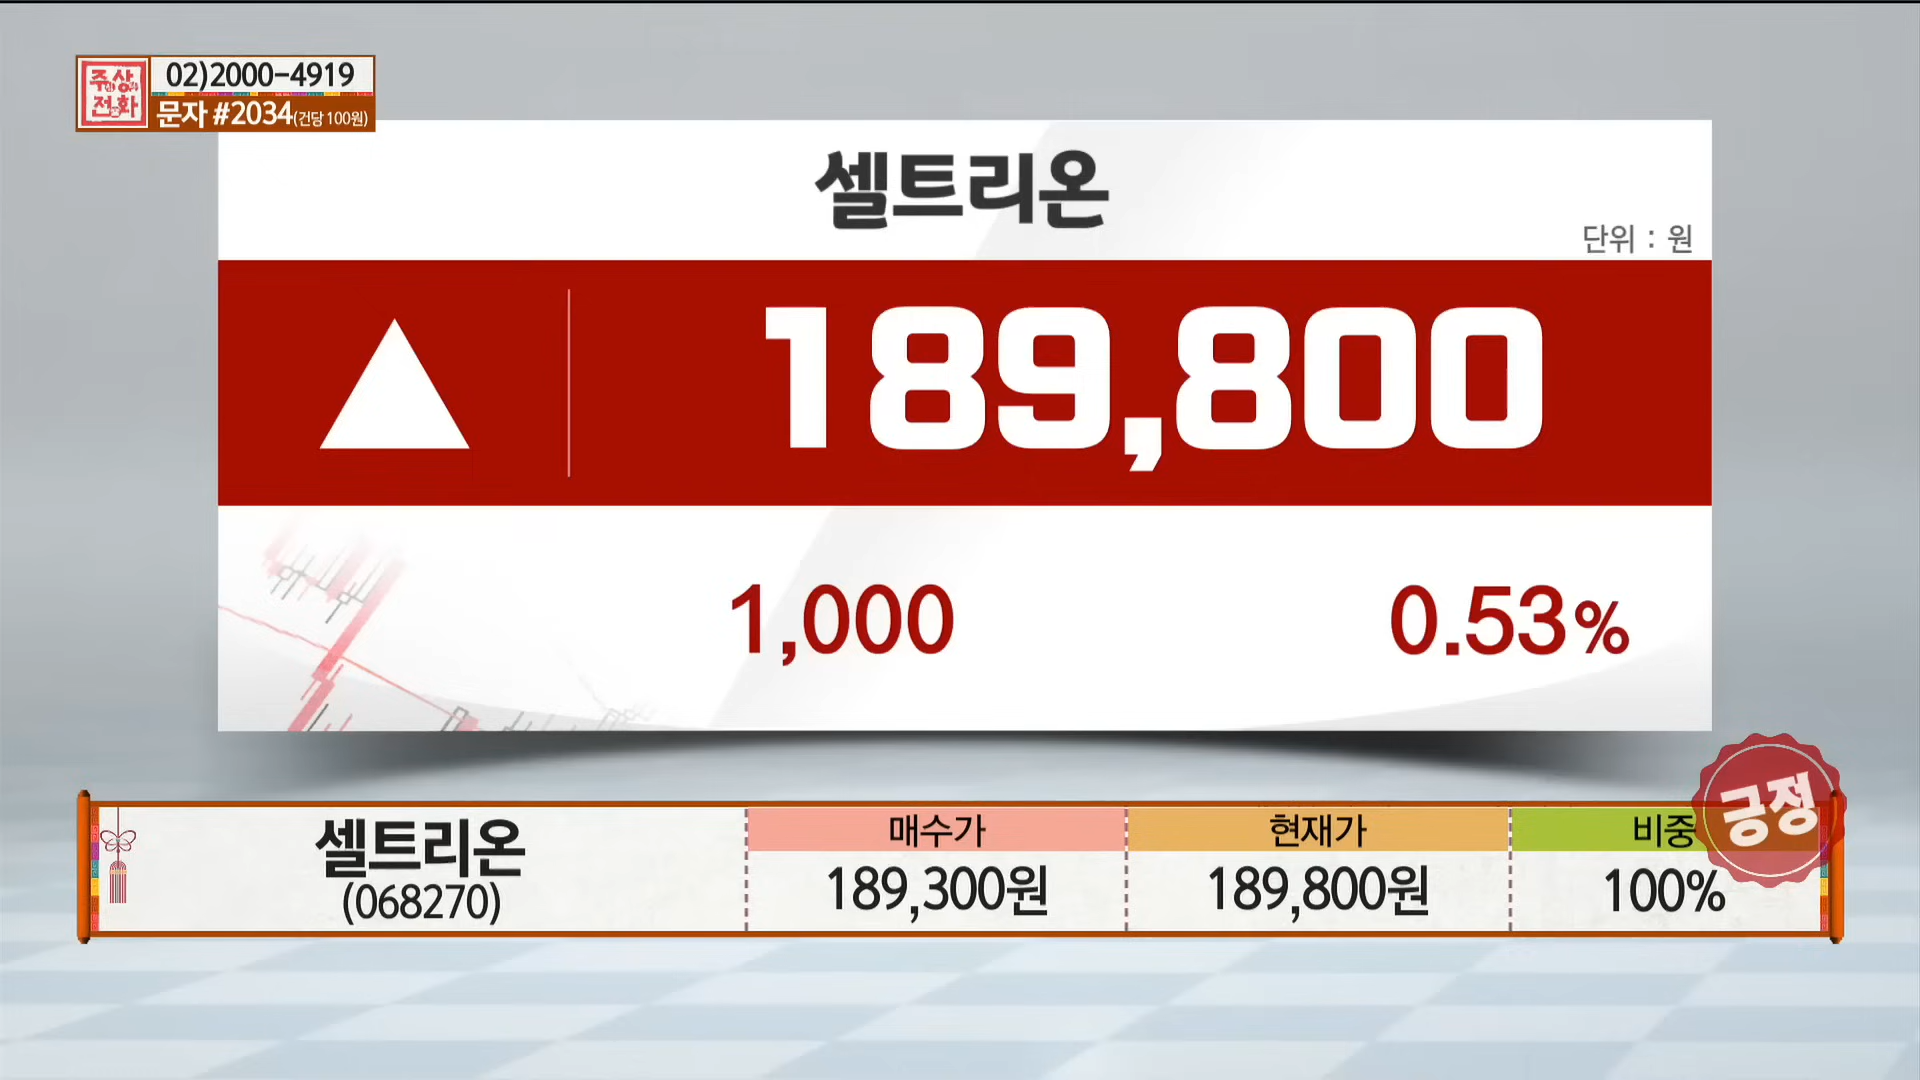 주상
전화
02)2000-4919
문자 #2034(건당 100원)
셀트리온
단위 : 원
▲ 189,800
1,000 0.53%
셀트리온
(068270)
매수가 현재가 비중
189,300원 189,800원 100%
긍정